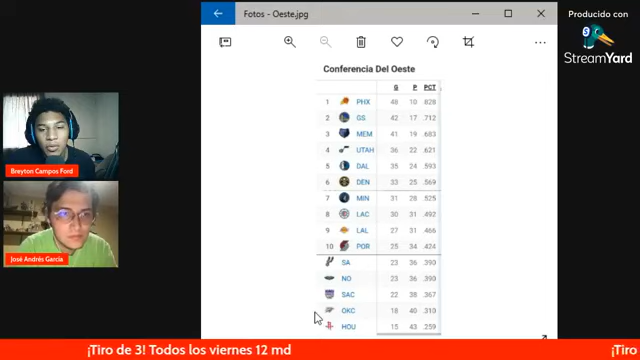 Fotos - Oeste.jpg
Producido con
StreamYard
Conferencia Del Oeste
G P PCT
1 PHX 48 10 .828
2 GS 42 17 .712
3 MEM 41 19 .683
4 UTAH 36 22 .621
5 DAL 35 24 .593
6 DEN 33 25 .569
7 MIN 31 28 .525
8 LAC 30 31 .492
9 LAL 27 31 .466
10 POR 25 34 .424
SA 23 36 .390
NO 23 36 .390
SAC 22 38 .367
OKC 18 40 .310
HOU 15 43 .259
Breyton Campos Ford
José Andrés García
¡Tiro de 3! Todos los viernes 12 md
¡Tiro